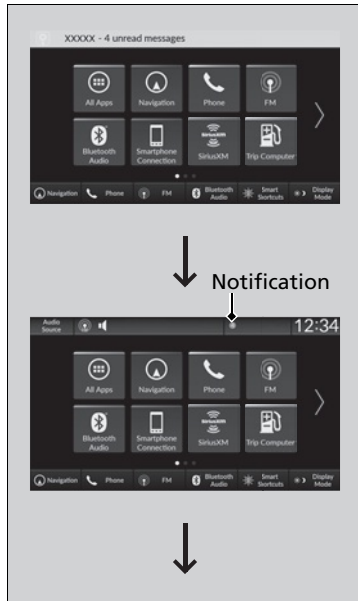 XXXXX - 4 unread messages
All Apps
Navigation
Phone
FM
Bluetooth
Audio
Smartphone
Connection
SiriusXM
SiriusXM
Trip Computer
Navigation
Phone
FM
Bluetooth
Audio
Smart
Shortcuts
Display
Mode
Notification
Audio
Source
12:34
All Apps
Navigation
Phone
FM
Bluetooth
Audio
Smartphone
Connection
SiriusXM
SiriusXM
Trip Computer
Navigation
Phone
FM
Bluetooth
Audio
Smart
Shortcuts
Display
Mode